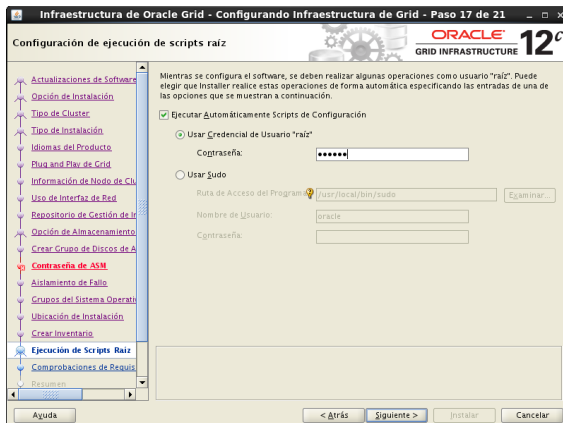 Infraestructura de Oracle Grid - Configurando Infraestructura de Grid - Paso 17 de 21
Configuración de ejecución de scripts raíz
ORACLE
GRID INFRASTRUCTURE 12c
Actualizaciones de Software
Opción de Instalación
Tipo de Cluster
Tipo de Instalación
Idiomas del Producto
Plug and Play de Grid
Información de Nodo de Clu
Uso de Interfaz de Red
Repositorio de Gestión de In
Opción de Almacenamiento
Crear Grupo de Discos de A
Contraseña de ASM
Aislamiento de Fallo
Grupos del Sistema Operati
Ubicación de Instalación
Crear Inventario
Ejecución de Scripts Raíz
Comprobaciones de Requis
Resumen
Mientras se configura el software, se deben realizar algunas operaciones como usuario "raíz". Puede
elegir que Installer realice estas operaciones de forma automática especificando las entradas de una de
las opciones que se muestran a continuación.
Ejecutar Automáticamente Scripts de Configuración
Usar Credencial de Usuario "raíz"
Contraseña: ••••••
Usar Sudo
Ruta de Acceso del Programa /usr/local/bin/sudo Examinar...
Nombre de Usuario: oracle
Contraseña:
Ayuda < Atrás Siguiente > Instalar Cancelar